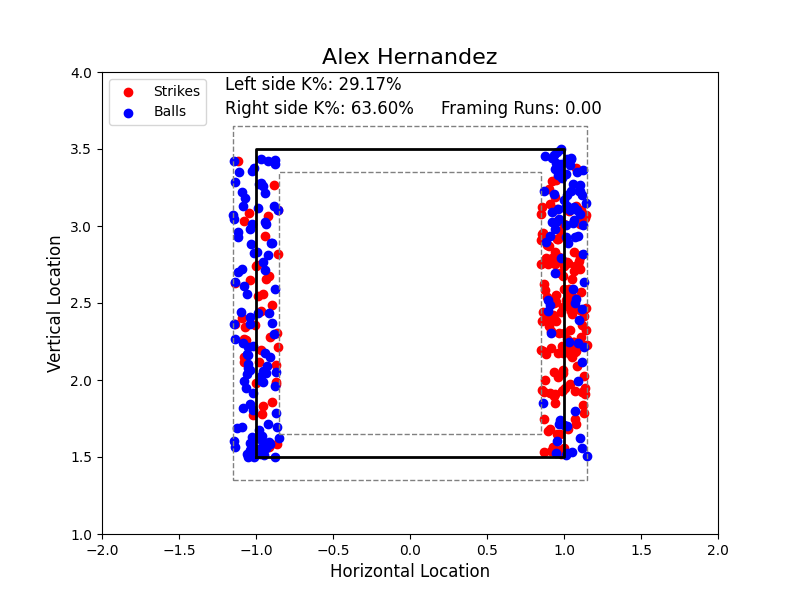 Alex Hernandez
Strikes
Balls
Left side K%: 29.17%
Right side K%: 63.60%
Framing Runs: 0.00
4.0
3.5
3.0
2.5
2.0
1.5
1.0
Vertical Location
−2.0 −1.5 −1.0 −0.5 0.0 0.5 1.0 1.5 2.0
Horizontal Location